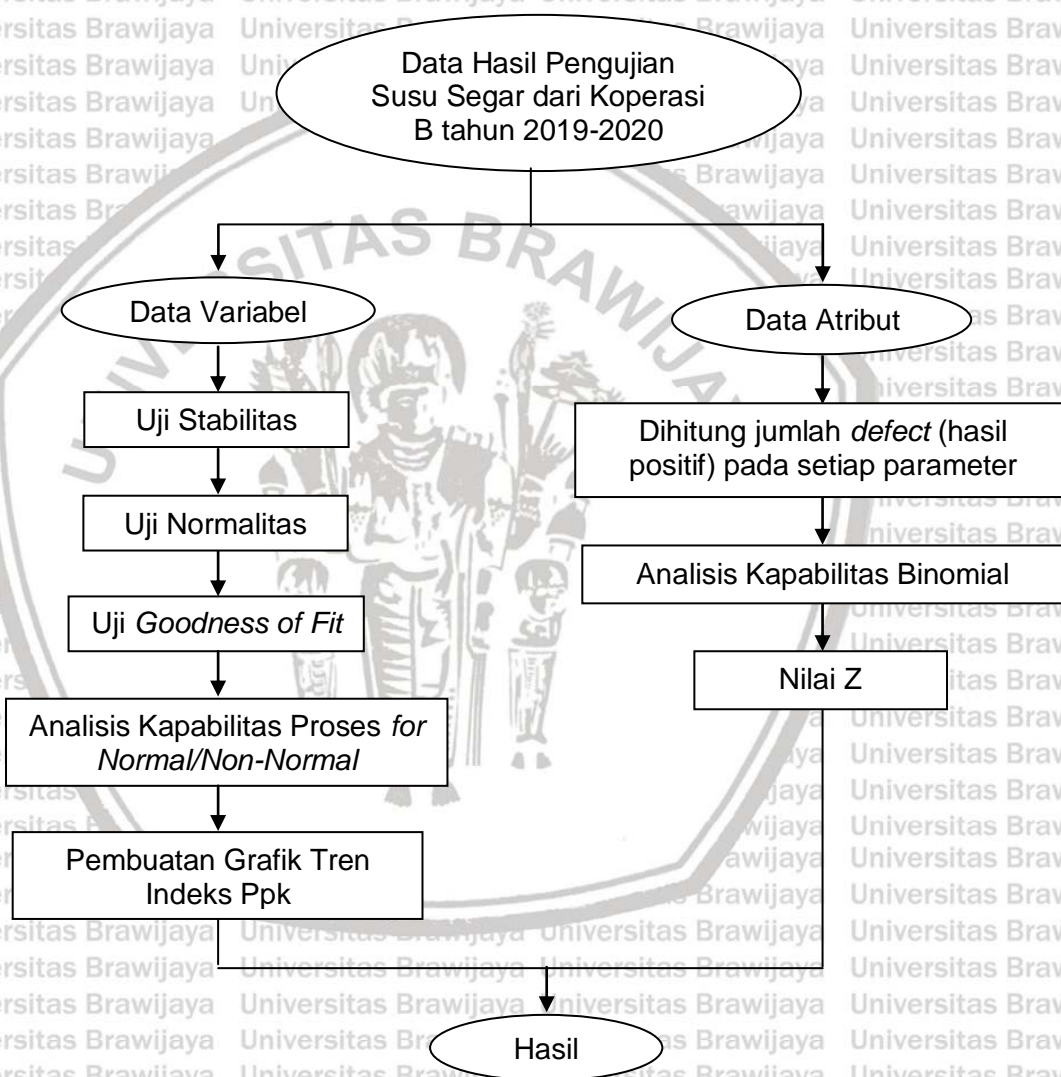 Data Hasil Pengujian
Susu Segar dari Koperasi
B tahun 2019-2020
Data Variabel
Uji Stabilitas
Uji Normalitas
Uji Goodness of Fit
Analisis Kapabilitas Proses for
Normal/Non-Normal
Pembuatan Grafik Tren
Indeks Ppk
Data Atribut
Dihitung jumlah defect (hasil
positif) pada setiap parameter
Analisis Kapabilitas Binomial
Nilai Z
Hasil
UNIVERSITAS BRAWIJAYA